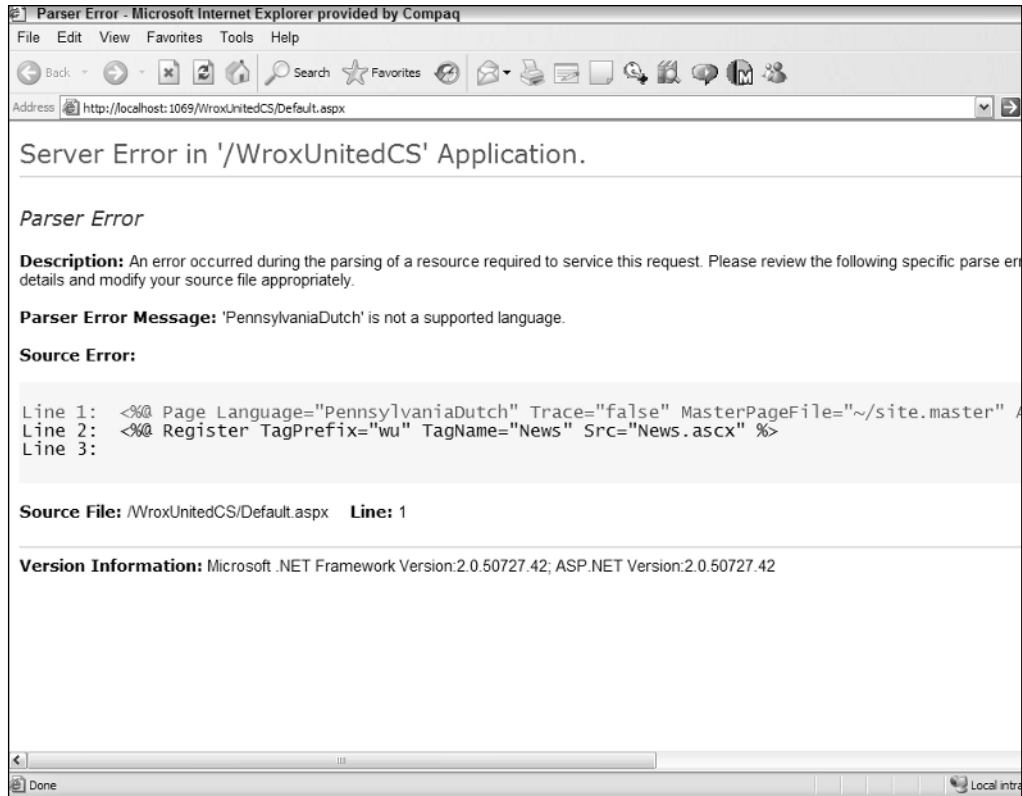 Parser Error - Microsoft Internet Explorer provided by Compaq
File Edit View Favorites Tools Help
Back Search Favorites
Address http://localhost:1069/WroxUnitedCS/Default.aspx
Server Error in '/WroxUnitedCS' Application.
Parser Error
Description: An error occurred during the parsing of a resource required to service this request. Please review the following specific parse err
details and modify your source file appropriately.
Parser Error Message: 'PennsylvaniaDutch' is not a supported language.
Source Error:
Line 1: <%@ Page Language="PennsylvaniaDutch" Trace="false" MasterPageFile="~/site.master" A
Line 2: <%@ Register TagPrefix="wu" TagName="News" Src="News.ascx" %>
Line 3:
Source File: /WroxUnitedCS/Default.aspx Line: 1
Version Information: Microsoft .NET Framework Version:2.0.50727.42; ASP.NET Version:2.0.50727.42
Done Local intra